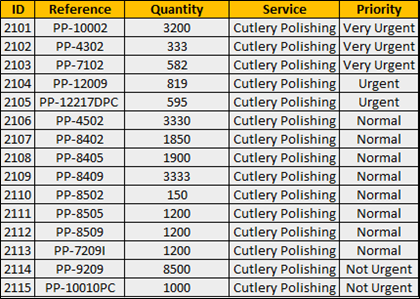 ID Reference Quantity Service Priority
2101 PP-10002 3200 Cutlery Polishing Very Urgent
2102 PP-4302 333 Cutlery Polishing Very Urgent
2103 PP-7102 582 Cutlery Polishing Very Urgent
2104 PP-12009 819 Cutlery Polishing Urgent
2105 PP-12217DPC 595 Cutlery Polishing Urgent
2106 PP-4502 3330 Cutlery Polishing Normal
2107 PP-8402 1850 Cutlery Polishing Normal
2108 PP-8405 1900 Cutlery Polishing Normal
2109 PP-8409 3333 Cutlery Polishing Normal
2110 PP-8502 150 Cutlery Polishing Normal
2111 PP-8505 1200 Cutlery Polishing Normal
2112 PP-8509 1200 Cutlery Polishing Normal
2113 PP-7209I 1200 Cutlery Polishing Normal
2114 PP-9209 8500 Cutlery Polishing Not Urgent
2115 PP-10010PC 1000 Cutlery Polishing Not Urgent